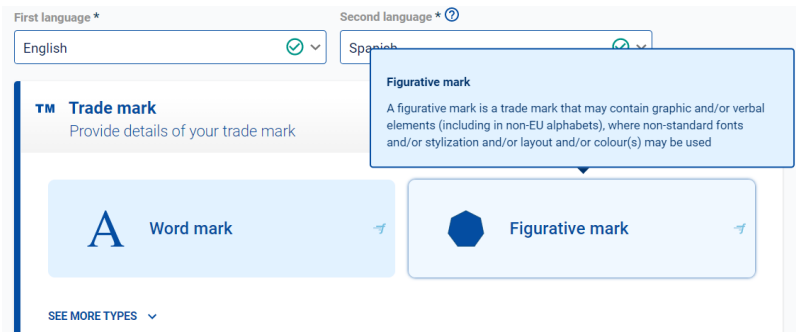 First language *
Second language *
English
Spanish
Figurative mark
A figurative mark is a trade mark that may contain graphic and/or verbal
elements (including in non-EU alphabets), where non-standard fonts
and/or stylization and/or layout and/or colour(s) may be used
TM Trade mark
Provide details of your trade mark
A Word mark
Figurative mark
SEE MORE TYPES